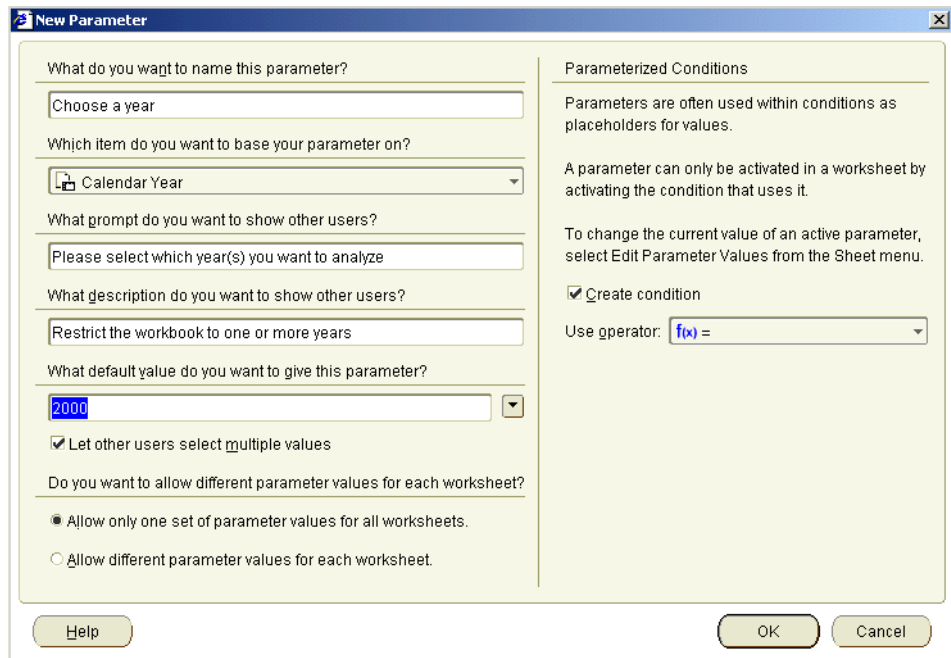 New Parameter
What do you want to name this parameter?
Choose a year
Which item do you want to base your parameter on?
Calendar Year
What prompt do you want to show other users?
Please select which year(s) you want to analyze
What description do you want to show other users?
Restrict the workbook to one or more years
What default value do you want to give this parameter?
2000
Let other users select multiple values
Do you want to allow different parameter values for each worksheet?
Allow only one set of parameter values for all worksheets.
Allow different parameter values for each worksheet.
Parameterized Conditions
Parameters are often used within conditions as
placeholders for values.
A parameter can only be activated in a worksheet by
activating the condition that uses it.
To change the current value of an active parameter,
select Edit Parameter Values from the Sheet menu.
Create condition
Use operator: f(x) =
Help
OK
Cancel